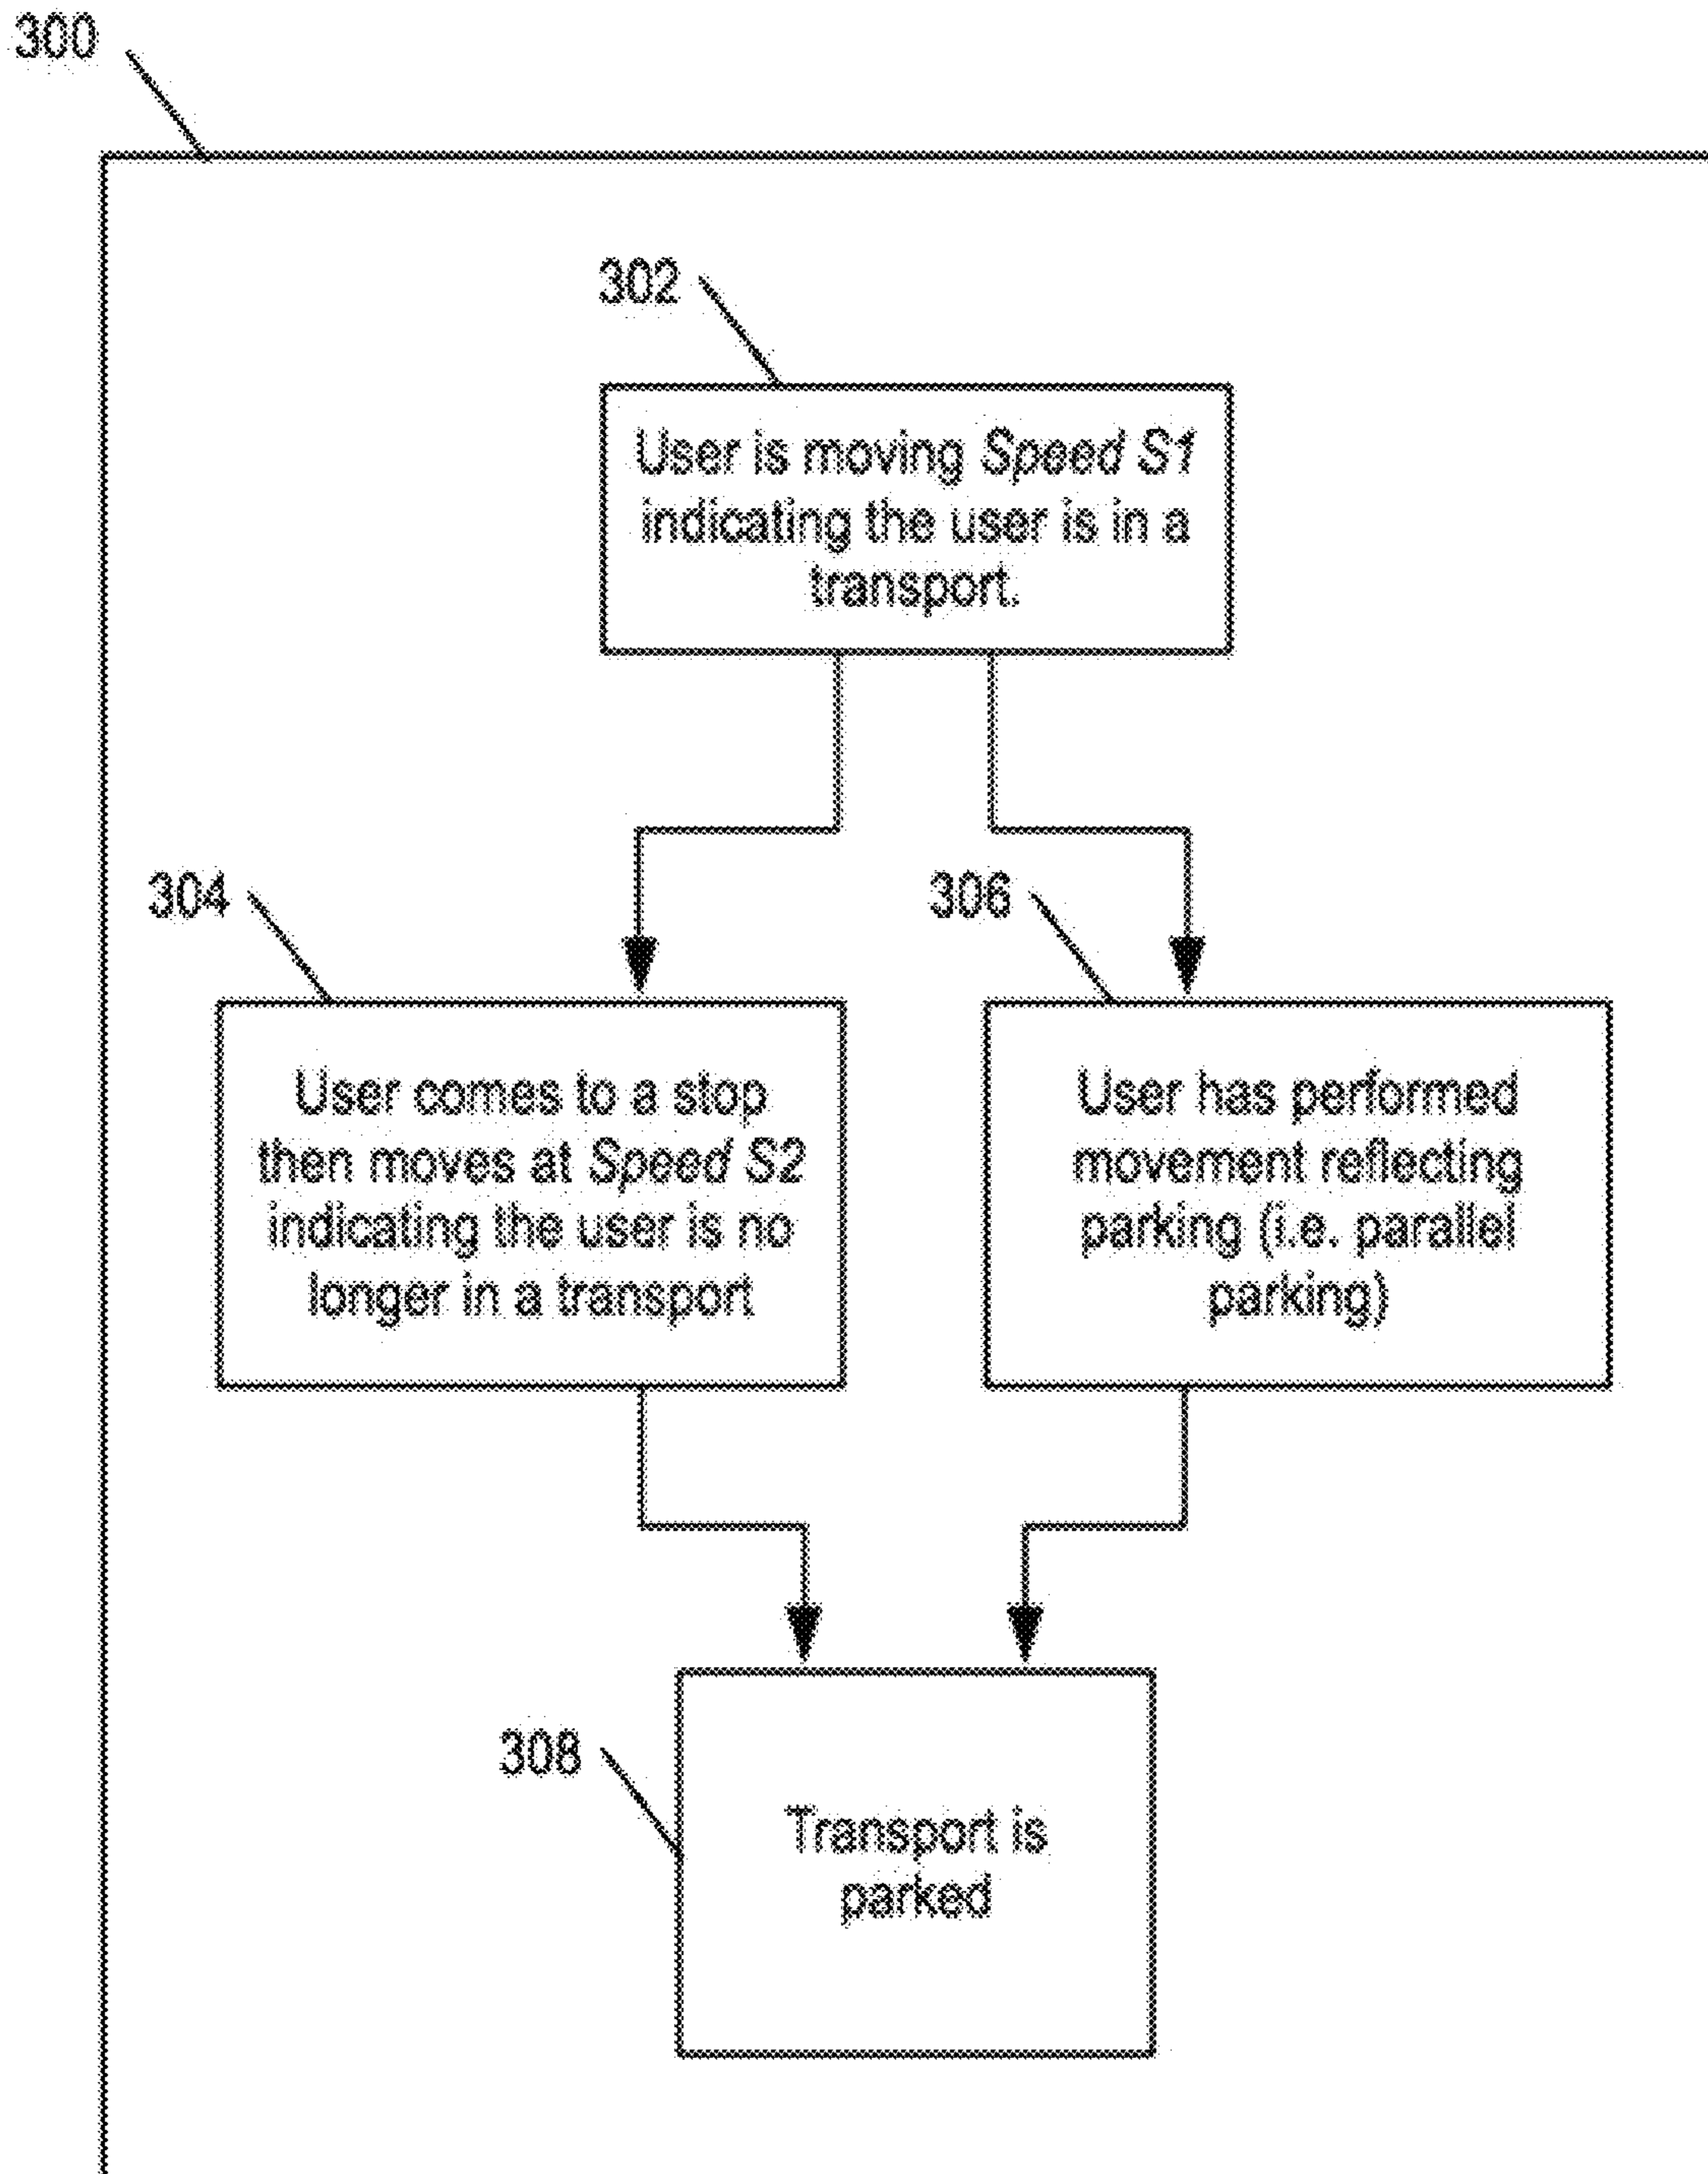 300
302
User is moving Speed S1
indicating the user is in a
transport.
304
User comes to a stop
then moves at Speed S2
indicating the user is no
longer in a transport
306
User has performed
movement reflecting
parking (i.e. parallel
parking)
308
Transport is
parked